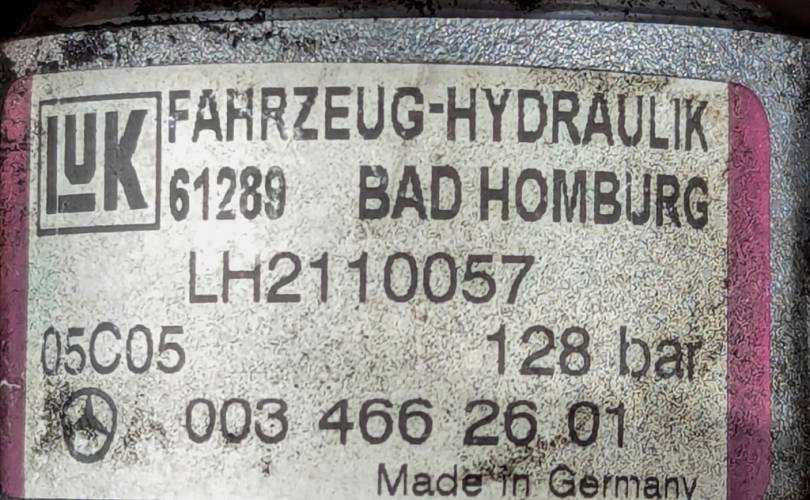 LUK FAHRZEUG-HYDRAULIK
61289 BAD HOMBURG
LH2110057
05C05 128 bar
003 466 26 01
Made in Germany